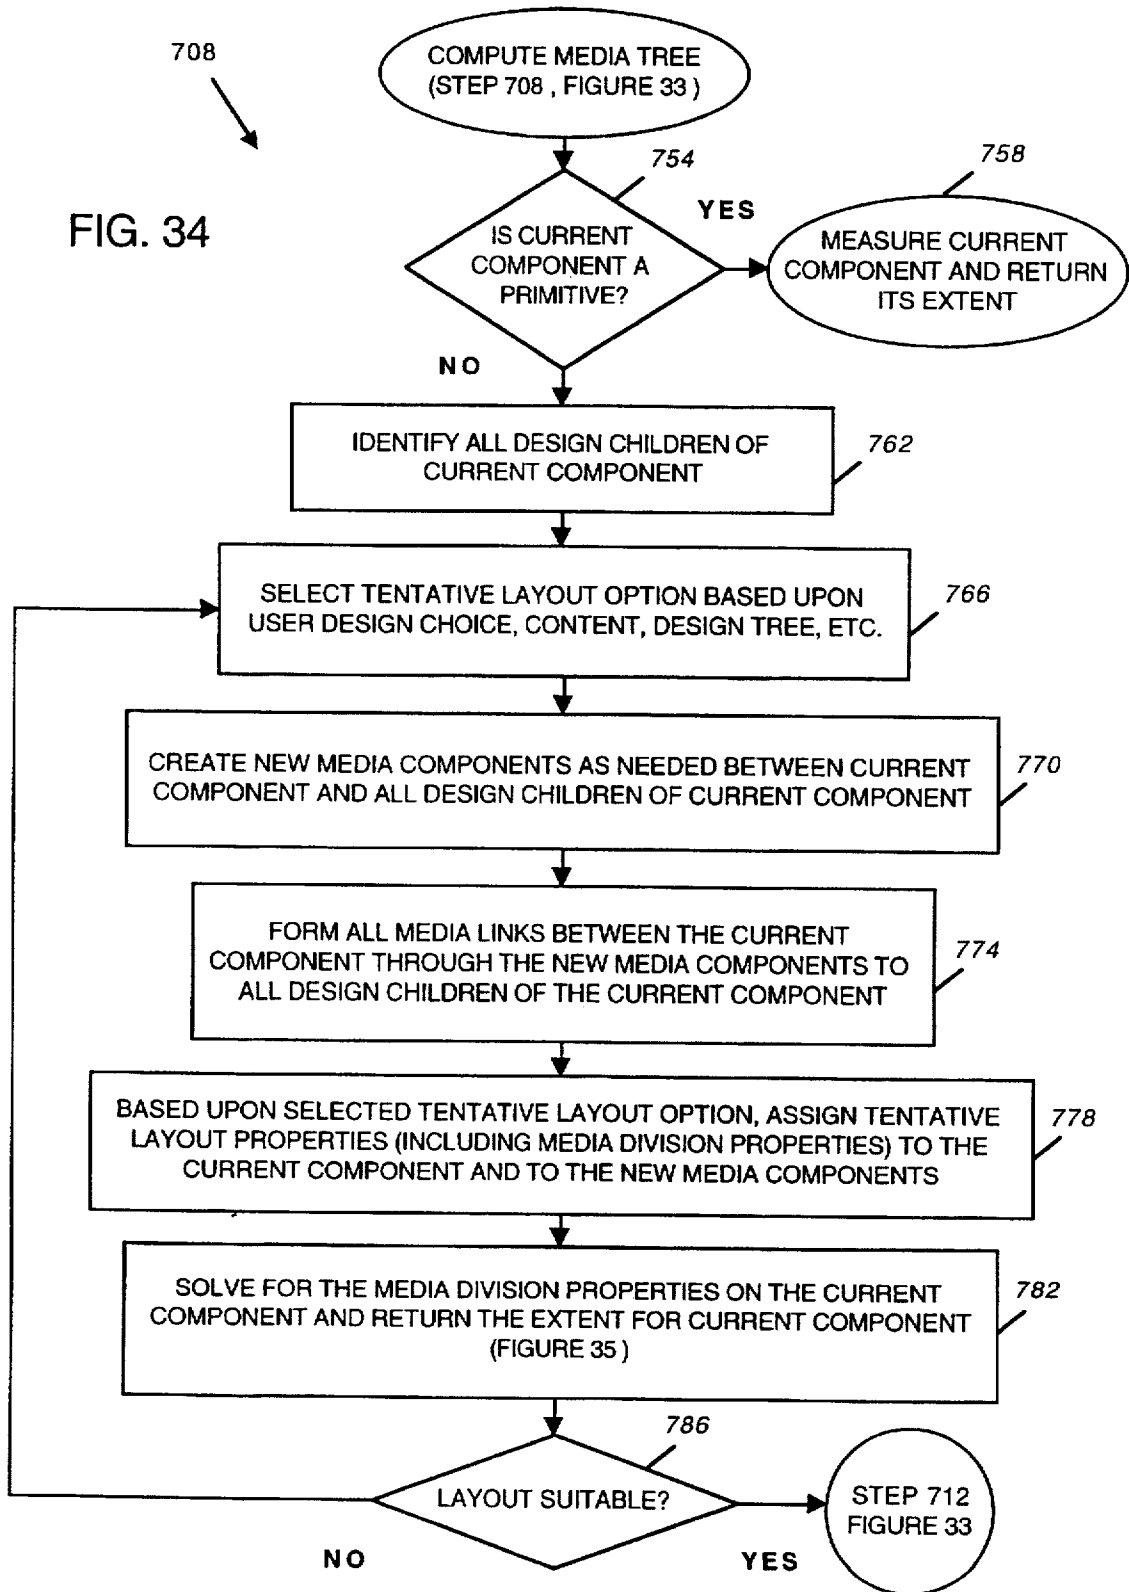 708
COMPUTE MEDIA TREE
(STEP 708 , FIGURE 33 )
FIG. 34
754
IS CURRENT
COMPONENT A
PRIMITIVE?
YES
758
MEASURE CURRENT
COMPONENT AND RETURN
ITS EXTENT
NO
IDENTIFY ALL DESIGN CHILDREN OF
CURRENT COMPONENT
762
SELECT TENTATIVE LAYOUT OPTION BASED UPON
USER DESIGN CHOICE, CONTENT, DESIGN TREE, ETC.
766
CREATE NEW MEDIA COMPONENTS AS NEEDED BETWEEN CURRENT
COMPONENT AND ALL DESIGN CHILDREN OF CURRENT COMPONENT
770
FORM ALL MEDIA LINKS BETWEEN THE CURRENT
COMPONENT THROUGH THE NEW MEDIA COMPONENTS TO
ALL DESIGN CHILDREN OF THE CURRENT COMPONENT
774
BASED UPON SELECTED TENTATIVE LAYOUT OPTION, ASSIGN TENTATIVE
LAYOUT PROPERTIES (INCLUDING MEDIA DIVISION PROPERTIES) TO THE
CURRENT COMPONENT AND TO THE NEW MEDIA COMPONENTS
778
SOLVE FOR THE MEDIA DIVISION PROPERTIES ON THE CURRENT
COMPONENT AND RETURN THE EXTENT FOR CURRENT COMPONENT
(FIGURE 35 )
782
786
LAYOUT SUITABLE?
NO
YES
STEP 712
FIGURE 33